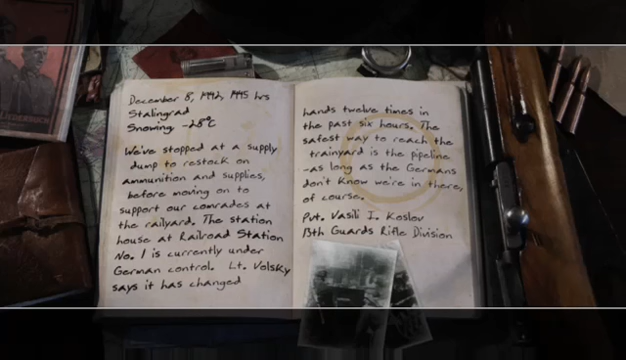 December 8, 1942, 1445 hrs
Stalingrad
Snowing, -28°C
We've stopped at a supply
dump to restock on
ammunition and supplies,
before moving on to
support our comrades at
the railyard. The station
house at Railroad Station
No. 1 is currently under
German control. Lt. Volsky
says it has changed
hands twelve times in
the past six hours. The
safest way to reach the
trainyard is the pipeline
-as long as the Germans
don't know we're in there,
of course.
Pvt. Vasili I. Koslov
13th Guards Rifle Division